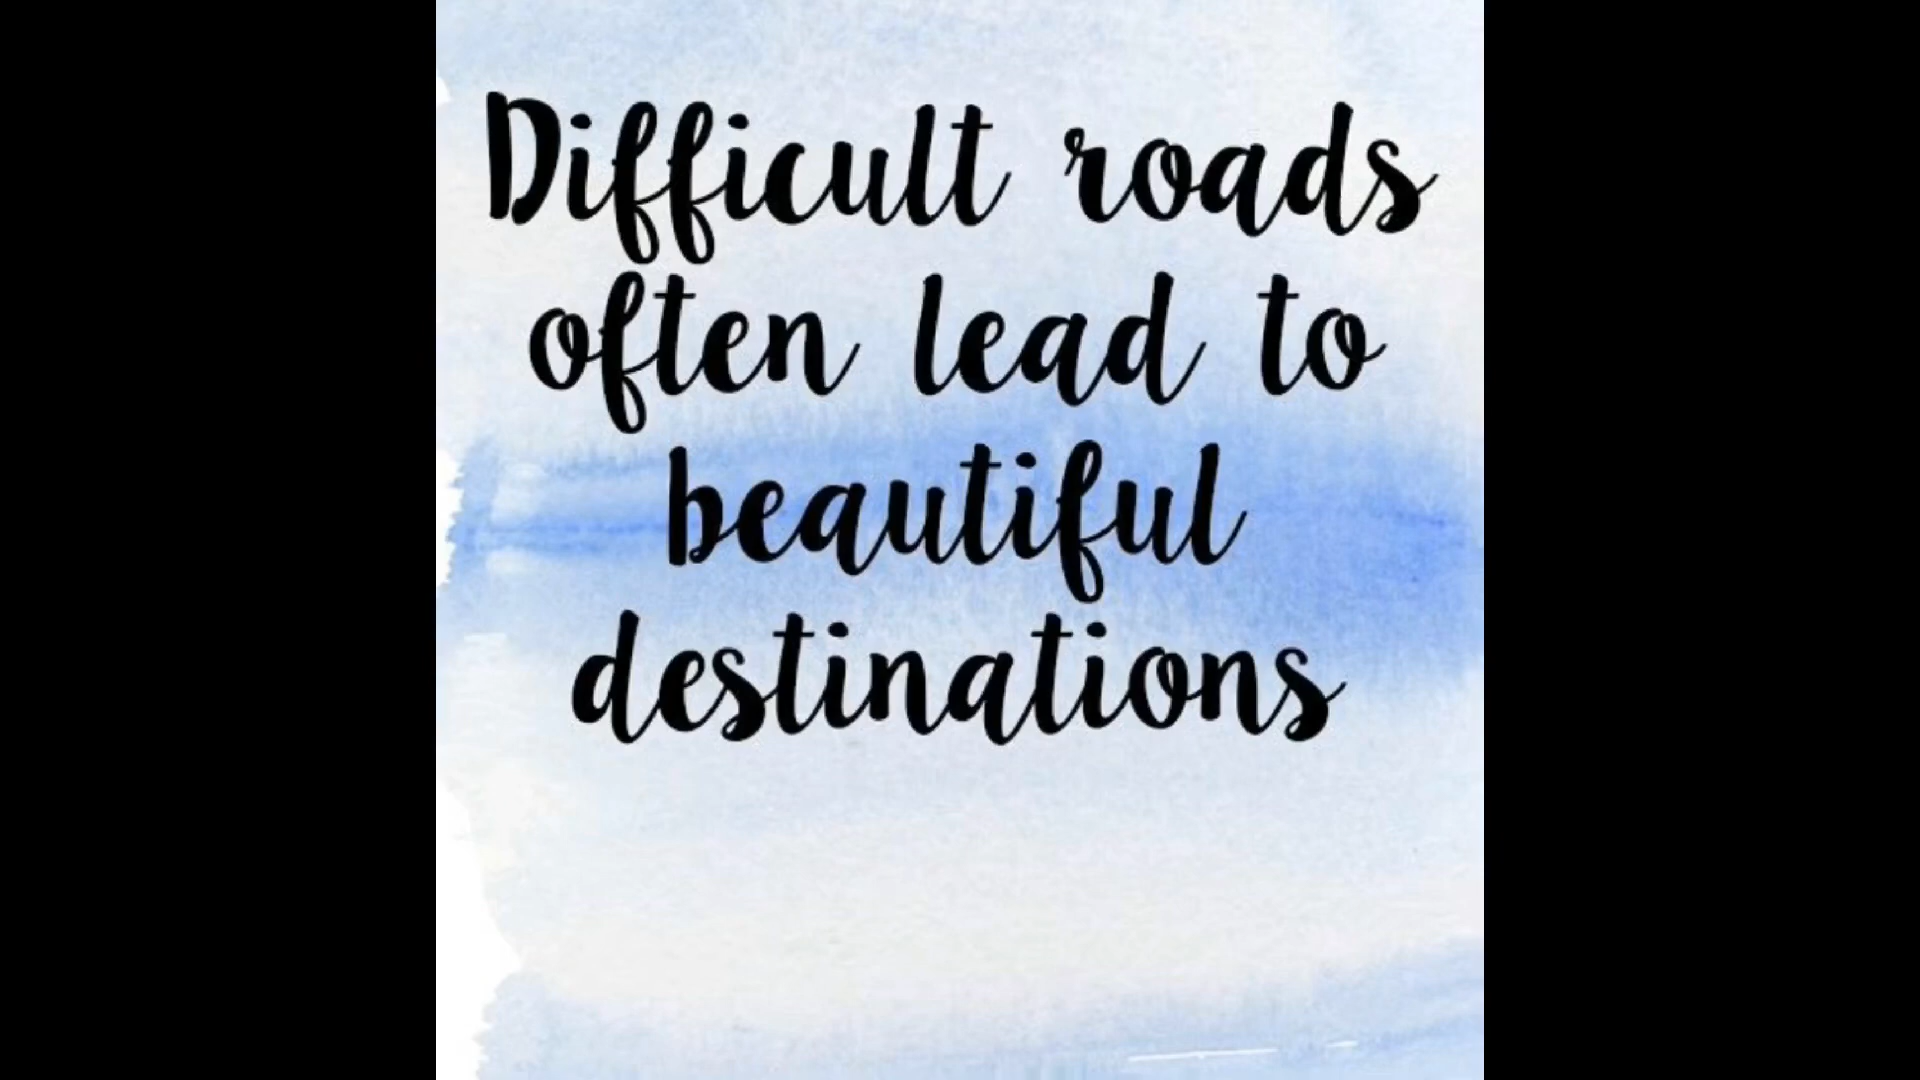 Difficult roads
often lead to
beautiful
destinations